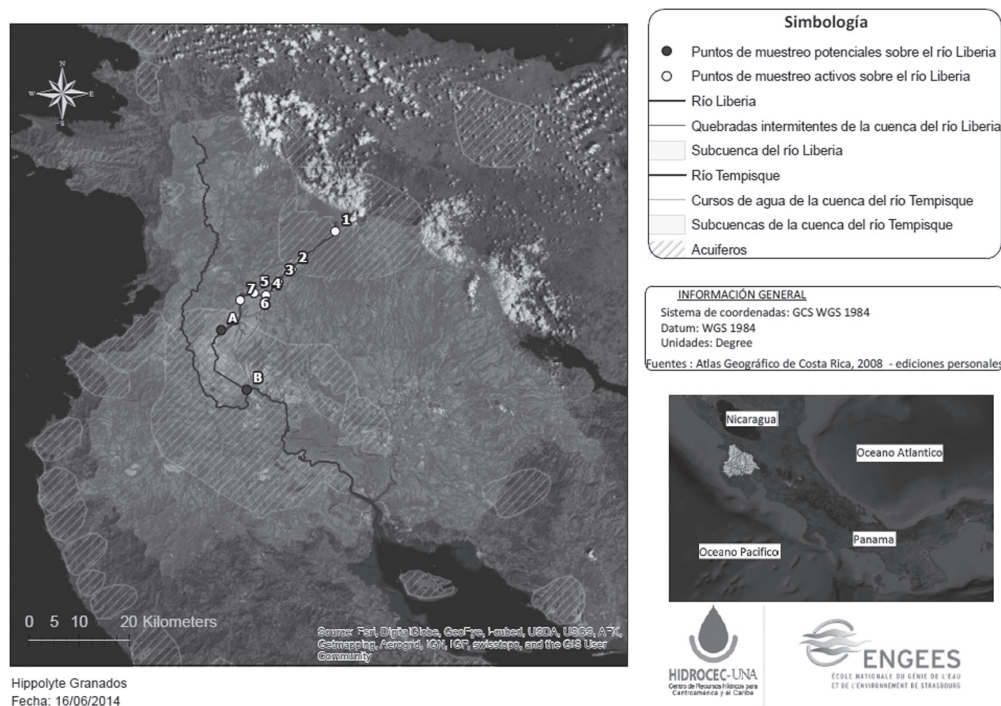 N
W
E
S
1
2
3
4
5
6
7
A
B
0 5 10 20 Kilometers
Source: Esri, DigitalGlobe, GeoEye, i-cubed, USDA, USGS, AEX,
Getmapping, Aerogrid, IGN, IGP, swisstopo, and the GIS User
Community
Hippolyte Granados
Fecha: 16/06/2014
Simbología
Puntos de muestreo potenciales sobre el río Liberia
Puntos de muestreo activos sobre el río Liberia
Río Liberia
Quebradas intermitentes de la cuenca del río Liberia
Subcuenca del río Liberia
Río Tempisque
Cursos de agua de la cuenca del río Tempisque
Subcuencas de la cuenca del río Tempisque
Acuiferos
INFORMACIÓN GENERAL
Sistema de coordenadas: GCS WGS 1984
Datum: WGS 1984
Unidades: Degree
Fuentes : Atlas Geográfico de Costa Rica, 2008 - ediciones personales
Nicaragua
Oceano Atlantico
Panama
Oceano Pacifico
HIDROCEC-UNA
Centro de Recursos Hídricos para
Centroamérica y el Caribe
ENGEES
ÉCOLE NATIONALE DU GÉNIE DE L'EAU
ET DE L'ENVIRONNEMENT DE STRASBOURG